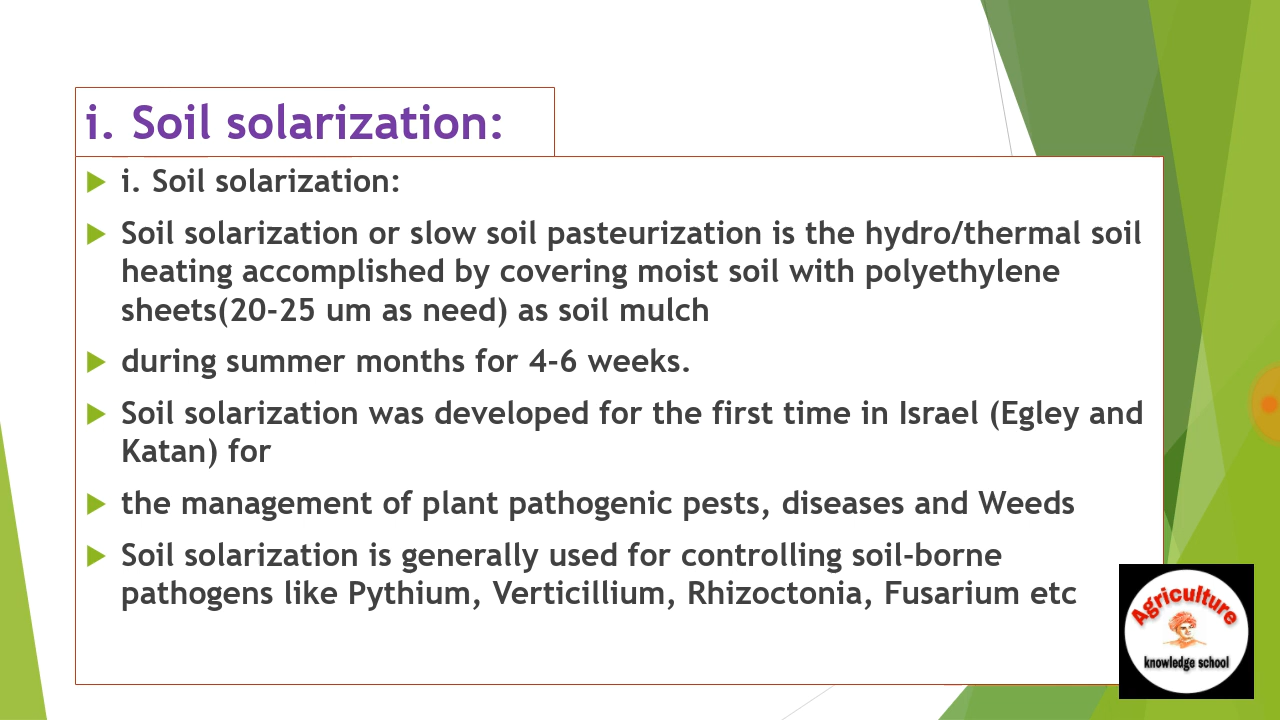 i. Soil solarization:
i. Soil solarization:
Soil solarization or slow soil pasteurization is the hydro/thermal soil
heating accomplished by covering moist soil with polyethylene
sheets(20-25 um as need) as soil mulch
during summer months for 4-6 weeks.
Soil solarization was developed for the first time in Israel (Egley and
Katan) for
the management of plant pathogenic pests, diseases and Weeds
Soil solarization is generally used for controlling soil-borne
pathogens like Pythium, Verticillium, Rhizoctonia, Fusarium etc
Agriculture
knowledge school